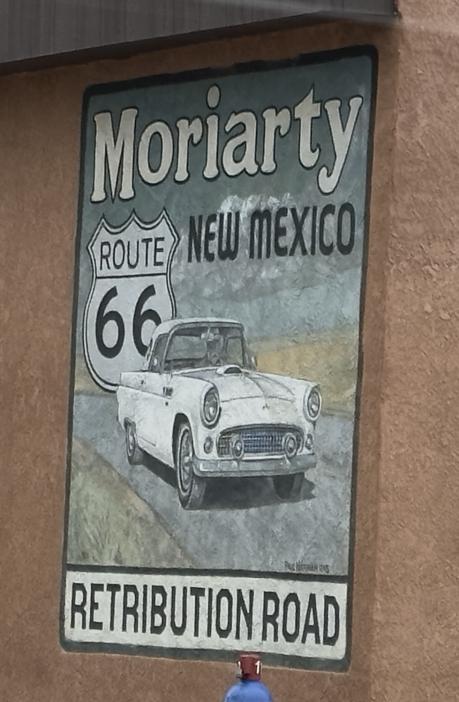 Moriarty
NEW MEXICO
ROUTE
66
RETRIBUTION ROAD